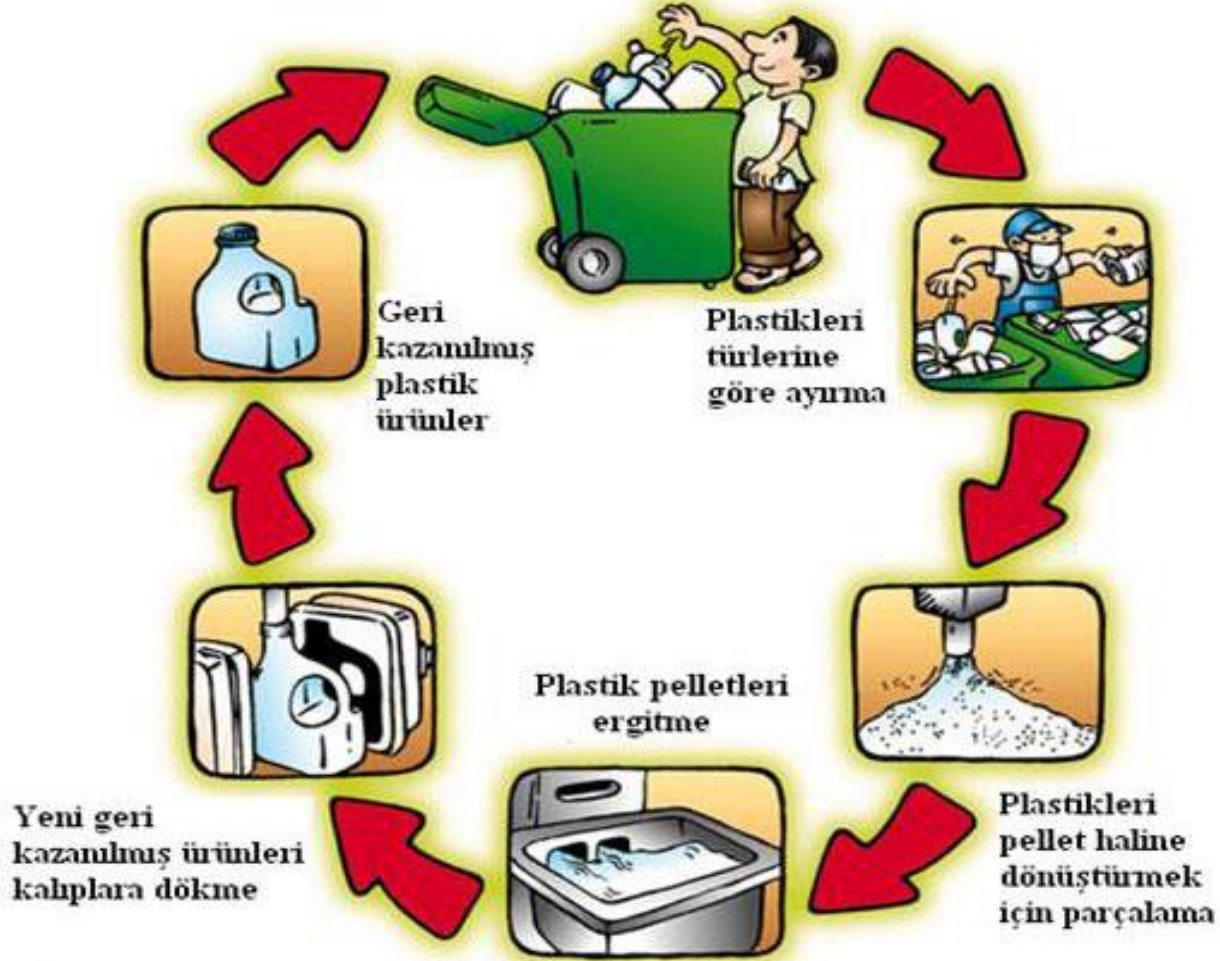 Plastikleri
türlerine
göre ayırma
Plastikleri
pellet haline
dönüştürmek
için parçalama
Plastik pelletleri
ergitme
Yeni geri
kazanılmış ürünleri
kalıplara dökme
Geri
kazanılmış
plastik
ürünler